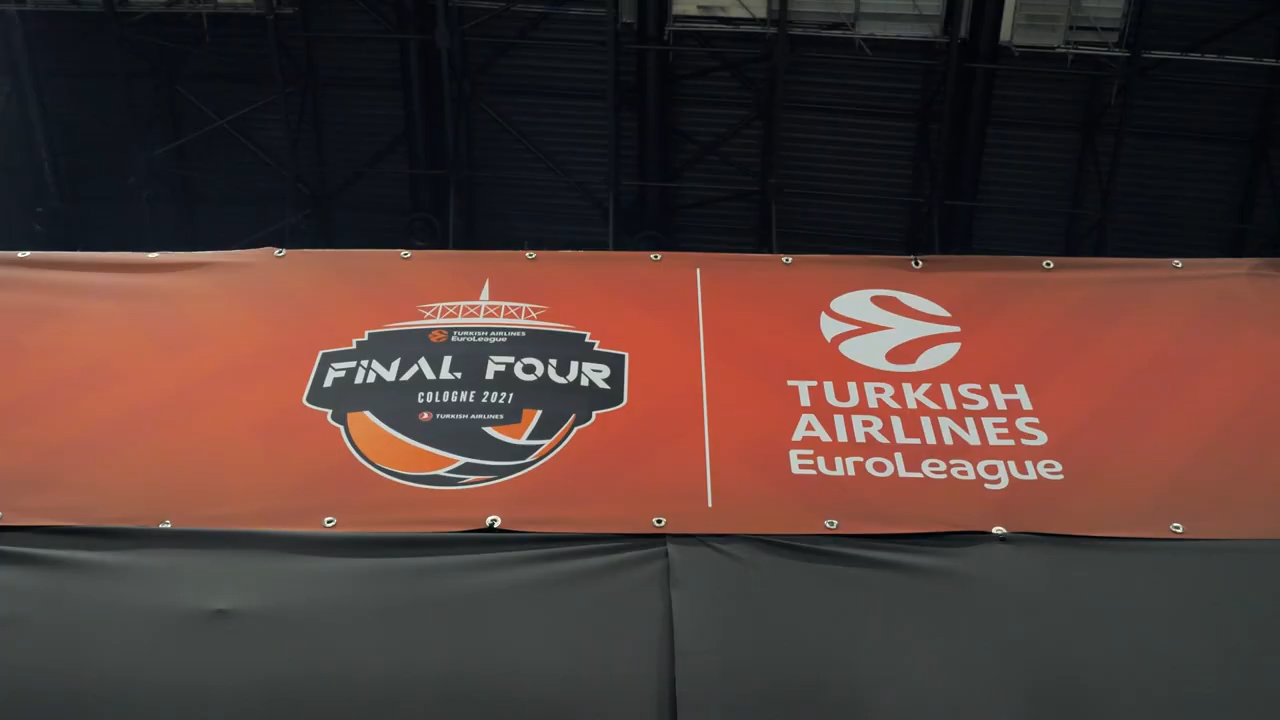 TURKISH AIRLINES
EuroLeague
FINAL FOUR
COLOGNE 2021
TURKISH AIRLINES
TURKISH
AIRLINES
EuroLeague